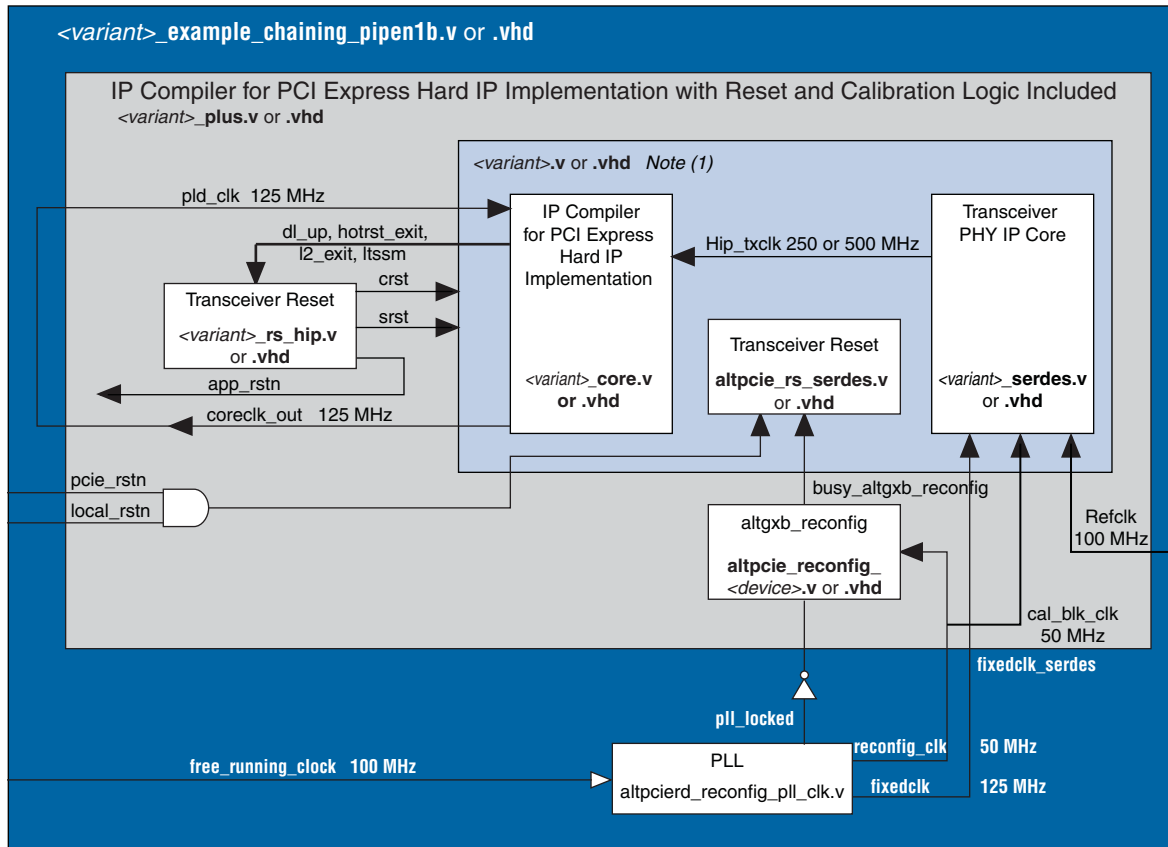 <variant>_example_chaining_pipen1b.v or .vhd
IP Compiler for PCI Express Hard IP Implementation with Reset and Calibration Logic Included
<variant>_plus.v or .vhd
<variant>.v or .vhd Note (1)
pld_clk 125 MHz
IP Compiler
for PCI Express
Hard IP
Implementation
<variant>_core.v
or .vhd
Transceiver
PHY IP Core
<variant>_serdes.v
or .vhd
Hip_txclk 250 or 500 MHz
dl_up, hotrst_exit,
l2_exit, ltssm
crst
srst
Transceiver Reset
<variant>_rs_hip.v
or .vhd
app_rstn
coreclk_out 125 MHz
Transceiver Reset
altpcie_rs_serdes.v
or .vhd
pcie_rstn
local_rstn
busy_altgxb_reconfig
altgxb_reconfig
altpcie_reconfig_
<device>.v or .vhd
Refclk
100 MHz
cal_blk_clk
50 MHz
fixedclk_serdes
pll_locked
free_running_clock 100 MHz
PLL
altpcierd_reconfig_pll_clk.v
reconfig_clk 50 MHz
fixedclk 125 MHz